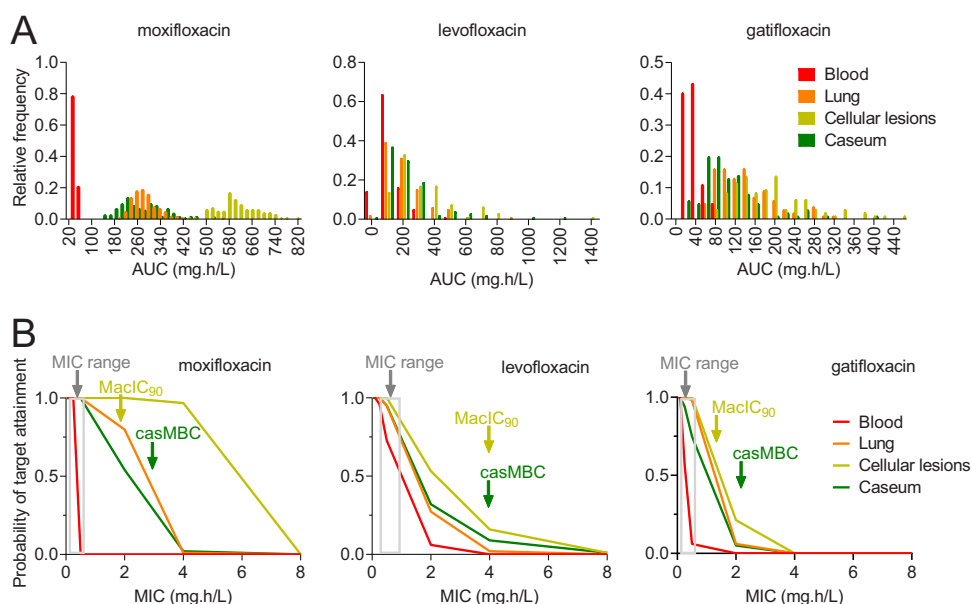 A
moxifloxacin
levofloxacin
gatifloxacin
Relative frequency
1.0
0.8
0.6
0.4
0.2
0.0
20
100
180
260
340
420
500
580
660
740
820
AUC (mg.h/L)
0.8
0.6
0.4
0.2
0.0
0
200
400
600
800
1000
1200
1400
AUC (mg.h/L)
1.0
0.8
0.6
0.4
0.2
0.0
0
40
80
120
160
200
240
280
320
360
400
440
AUC (mg.h/L)
Blood
Lung
Cellular lesions
Caseum
B
Probability of target attainment
MIC range
moxifloxacin
MacIC90
casMBC
1.0
0.5
0.0
0 2 4 6 8
MIC (mg.h/L)
MIC range
levofloxacin
MacIC90
casMBC
1.0
0.5
0.0
0 2 4 6 8
MIC (mg.h/L)
MIC range
gatifloxacin
MacIC90
casMBC
Blood
Lung
Cellular lesions
Caseum
1.0
0.5
0.0
0 2 4 6 8
MIC (mg.h/L)